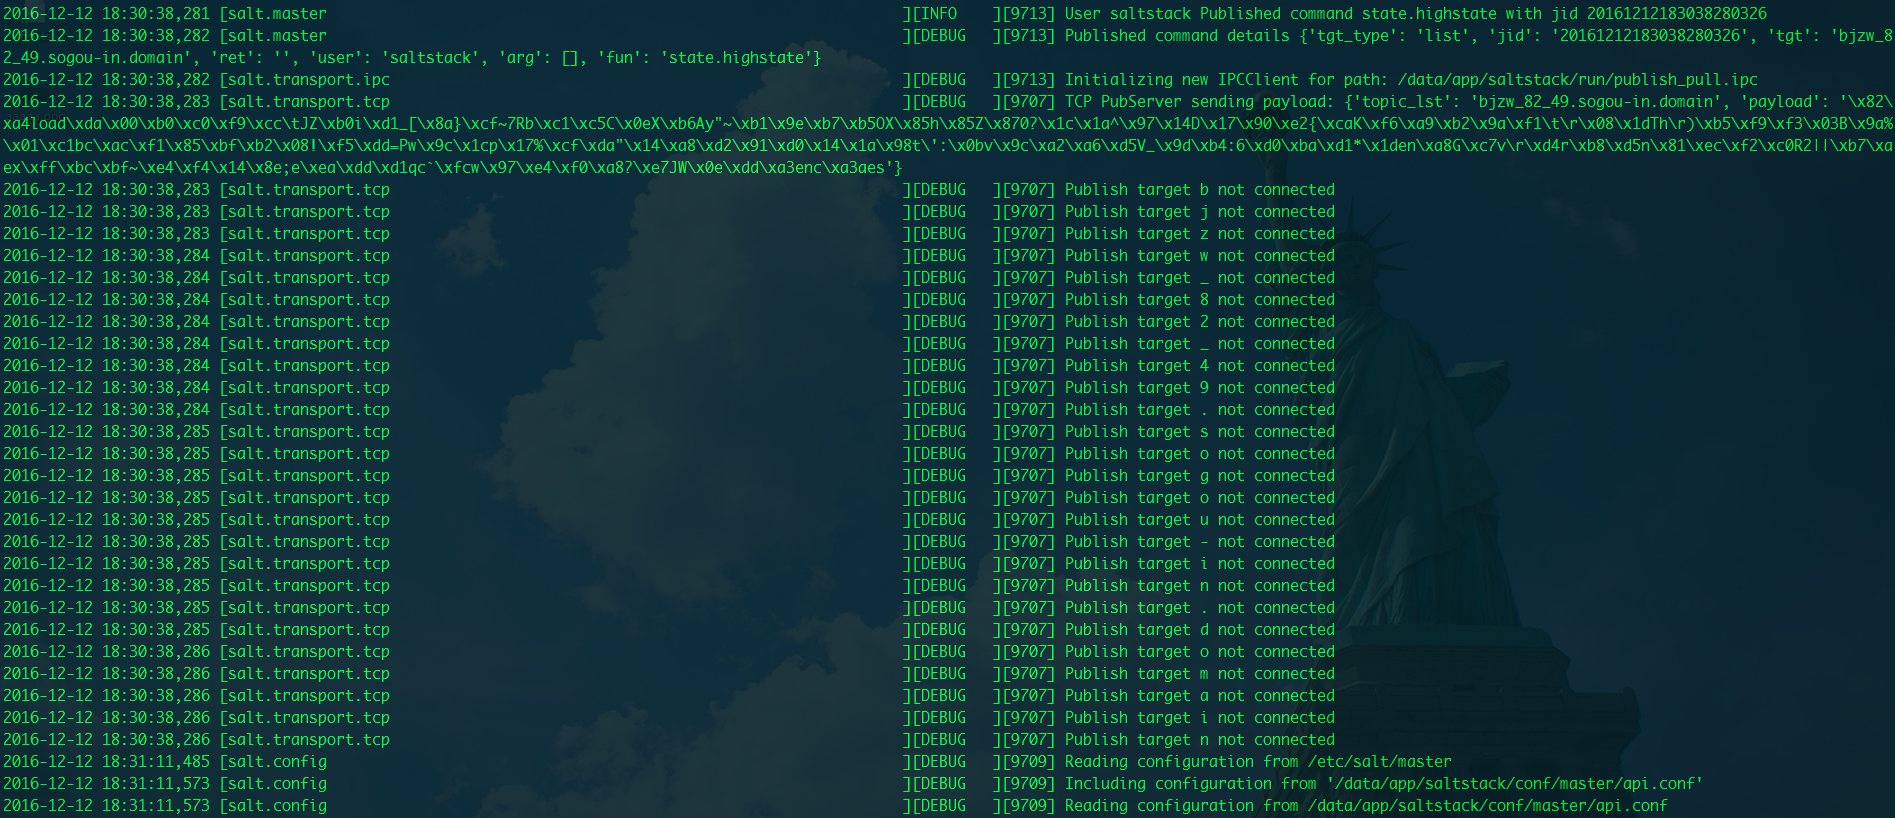 2016-12-12 18:30:38,281 [salt.master                                                                ][INFO    ][9713] User saltstack Published command state.highstate with jid 20161212183038280326
2016-12-12 18:30:38,282 [salt.master                                                                ][DEBUG   ][9713] Published command details {'tgt_type': 'list', 'jid': '20161212183038280326', 'tgt': 'bjzw_8
2_49.sogou-in.domain', 'ret': '', 'user': 'saltstack', 'arg': [], 'fun': 'state.highstate'}
2016-12-12 18:30:38,282 [salt.transport.ipc                                                         ][DEBUG   ][9713] Initializing new IPCClient for path: /data/app/saltstack/run/publish_pull.ipc
2016-12-12 18:30:38,283 [salt.transport.tcp                                                         ][DEBUG   ][9707] TCP PubServer sending payload: {'topic_lst': 'bjzw_82_49.sogou-in.domain', 'payload': '\x82\
xa4load\xda\x00\xb0\xc0\xf9\xcc\tJZ\xb0i\xd1_[\x8a}\xcf~7Rb\xc1\xc5C\x0eX\xb6Ay"~\xb1\x9e\xb7\xb5OX\x85h\x85Z\x870?\x1c\x1a^\x97\x14D\x17\x90\xe2{\xcaK\xf6\xa9\xb2\x9a\xf1\t\r\x08\x1dTh\r)\xb5\xf9\xf3\x03B\x9a%
\x01\xc1bc\xac\xf1\x85\xbf\xb2\x08!\xf5\xdd=Pw\x9c\x1cp\x17%\xcf\xda"\x14\xa8\xd2\x91\xd0\x14\x1a\x98t\':\x0bv\x9c\xa2\xa6\xd5V_\x9d\xb4:6\xd0\xba\xd1*\x1den\xa8G\xc7v\r\xd4r\xb8\xd5n\x81\xec\xf2\xc0R2||\xb7\xa
ex\xff\xbc\xbf~\xe4\xf4\x14\x8e;e\xea\xdd\xd1qc`\xfcw\x97\xe4\xf0\xa8?\xe7JW\x0e\xdd\xa3enc\xa3aes'}
2016-12-12 18:30:38,283 [salt.transport.tcp                                                         ][DEBUG   ][9707] Publish target b not connected
2016-12-12 18:30:38,283 [salt.transport.tcp                                                         ][DEBUG   ][9707] Publish target j not connected
2016-12-12 18:30:38,283 [salt.transport.tcp                                                         ][DEBUG   ][9707] Publish target z not connected
2016-12-12 18:30:38,284 [salt.transport.tcp                                                         ][DEBUG   ][9707] Publish target w not connected
2016-12-12 18:30:38,284 [salt.transport.tcp                                                         ][DEBUG   ][9707] Publish target _ not connected
2016-12-12 18:30:38,284 [salt.transport.tcp                                                         ][DEBUG   ][9707] Publish target 8 not connected
2016-12-12 18:30:38,284 [salt.transport.tcp                                                         ][DEBUG   ][9707] Publish target 2 not connected
2016-12-12 18:30:38,284 [salt.transport.tcp                                                         ][DEBUG   ][9707] Publish target _ not connected
2016-12-12 18:30:38,284 [salt.transport.tcp                                                         ][DEBUG   ][9707] Publish target 4 not connected
2016-12-12 18:30:38,284 [salt.transport.tcp                                                         ][DEBUG   ][9707] Publish target 9 not connected
2016-12-12 18:30:38,284 [salt.transport.tcp                                                         ][DEBUG   ][9707] Publish target . not connected
2016-12-12 18:30:38,285 [salt.transport.tcp                                                         ][DEBUG   ][9707] Publish target s not connected
2016-12-12 18:30:38,285 [salt.transport.tcp                                                         ][DEBUG   ][9707] Publish target o not connected
2016-12-12 18:30:38,285 [salt.transport.tcp                                                         ][DEBUG   ][9707] Publish target g not connected
2016-12-12 18:30:38,285 [salt.transport.tcp                                                         ][DEBUG   ][9707] Publish target o not connected
2016-12-12 18:30:38,285 [salt.transport.tcp                                                         ][DEBUG   ][9707] Publish target u not connected
2016-12-12 18:30:38,285 [salt.transport.tcp                                                         ][DEBUG   ][9707] Publish target - not connected
2016-12-12 18:30:38,285 [salt.transport.tcp                                                         ][DEBUG   ][9707] Publish target i not connected
2016-12-12 18:30:38,285 [salt.transport.tcp                                                         ][DEBUG   ][9707] Publish target n not connected
2016-12-12 18:30:38,285 [salt.transport.tcp                                                         ][DEBUG   ][9707] Publish target . not connected
2016-12-12 18:30:38,285 [salt.transport.tcp                                                         ][DEBUG   ][9707] Publish target d not connected
2016-12-12 18:30:38,286 [salt.transport.tcp                                                         ][DEBUG   ][9707] Publish target o not connected
2016-12-12 18:30:38,286 [salt.transport.tcp                                                         ][DEBUG   ][9707] Publish target m not connected
2016-12-12 18:30:38,286 [salt.transport.tcp                                                         ][DEBUG   ][9707] Publish target a not connected
2016-12-12 18:30:38,286 [salt.transport.tcp                                                         ][DEBUG   ][9707] Publish target i not connected
2016-12-12 18:30:38,286 [salt.transport.tcp                                                         ][DEBUG   ][9707] Publish target n not connected
2016-12-12 18:31:11,485 [salt.config                                                                ][DEBUG   ][9709] Reading configuration from /etc/salt/master
2016-12-12 18:31:11,573 [salt.config                                                                ][DEBUG   ][9709] Including configuration from '/data/app/saltstack/conf/master/api.conf'
2016-12-12 18:31:11,573 [salt.config                                                                ][DEBUG   ][9709] Reading configuration from /data/app/saltstack/conf/master/api.conf